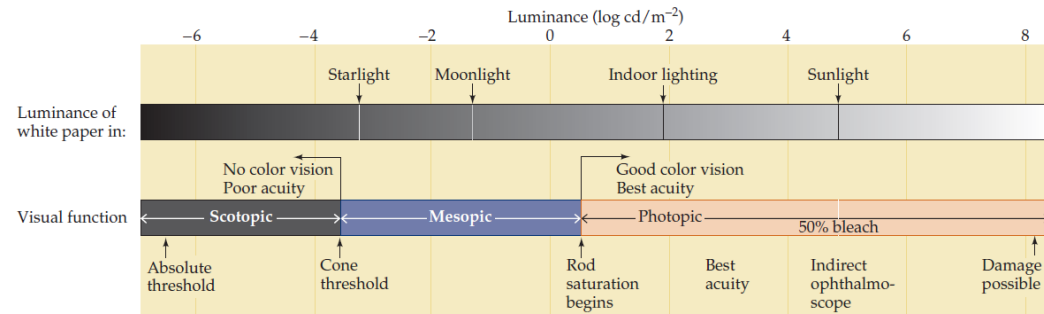 Luminance (log cd/m−2)
−6 −4 −2 0 2 4 6 8
Starlight Moonlight Indoor lighting Sunlight
Luminance of
white paper in:
No color vision
Poor acuity
Good color vision
Best acuity
Visual function
Scotopic Mesopic Photopic
50% bleach
Absolute
threshold
Cone
threshold
Rod
saturation
begins
Best
acuity
Indirect
ophthalmo-
scope
Damage
possible